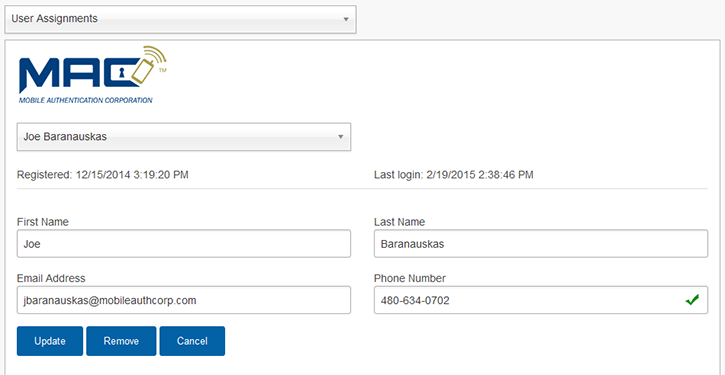 User Assignments
MAC TM
MOBILE AUTHENTICATION CORPORATION
Joe Baranauskas
Registered: 12/15/2014 3:19:20 PM Last login: 2/19/2015 2:38:46 PM
First Name Last Name
Joe Baranauskas
Email Address Phone Number
jbaranauskas@mobileauthcorp.com 480-634-0702
Update Remove Cancel